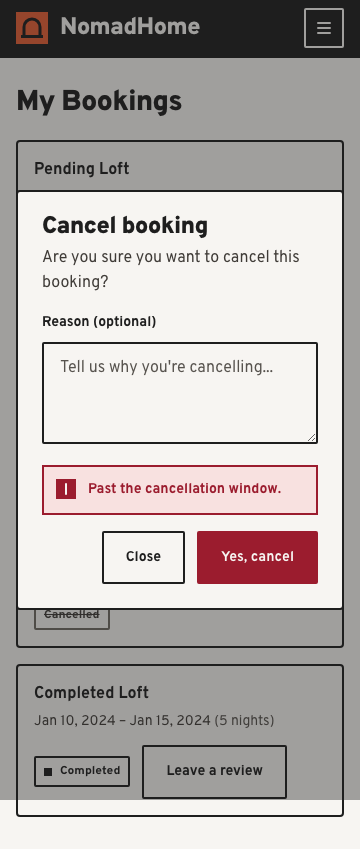 NomadHome
My Bookings
Pending Loft
Cancel booking
Are you sure you want to cancel this
booking?
Reason (optional)
Tell us why you're cancelling...
! Past the cancellation window.
Close
Yes, cancel
Cancelled
Completed Loft
Jan 10, 2024 – Jan 15, 2024 (5 nights)
Completed
Leave a review